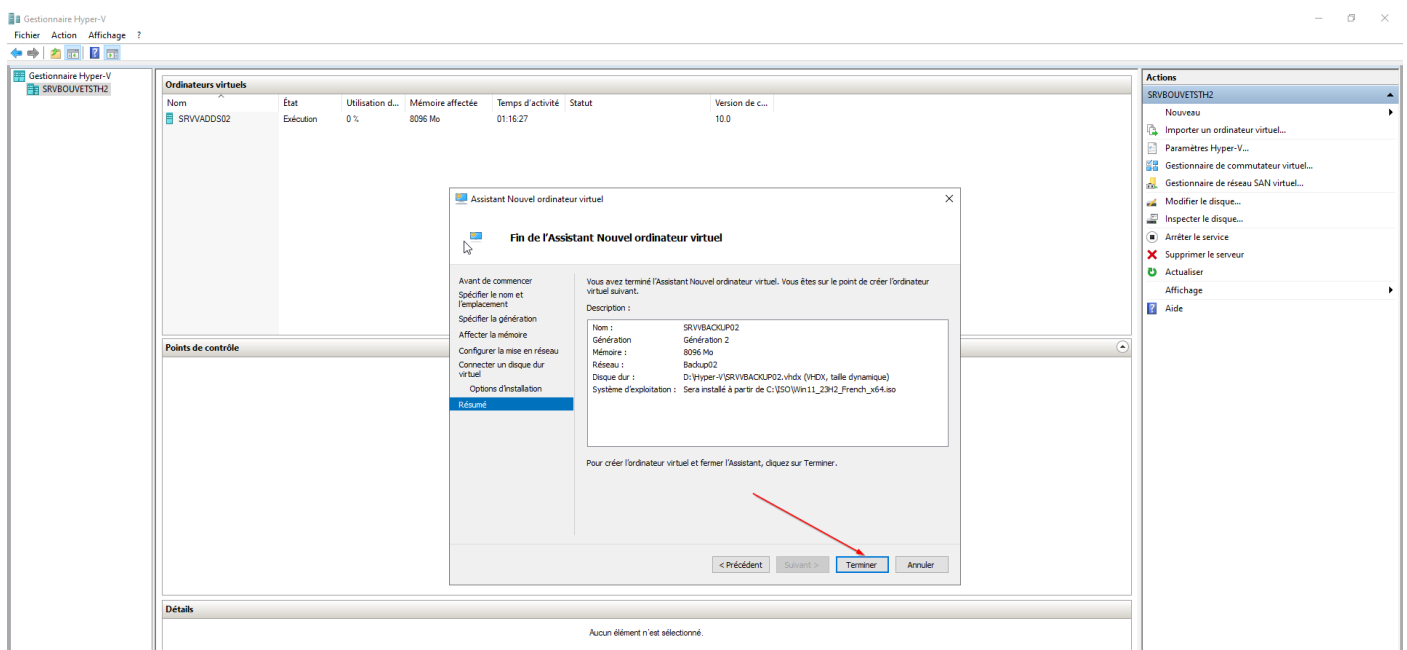 Gestionnaire Hyper-V
Fichier Action Affichage ?
Gestionnaire Hyper-V
SRVBOUVETSTH2
Ordinateurs virtuels
Nom État Utilisation d... Mémoire affectée Temps d'activité Statut Version de c...
SRVVADDS02 Exécution 0 % 8096 Mo 01:16:27 10.0
Assistant Nouvel ordinateur virtuel
Fin de l'Assistant Nouvel ordinateur virtuel
Avant de commencer
Spécifier le nom et
l'emplacement
Spécifier la génération
Affecter la mémoire
Configurer la mise en réseau
Connecter un disque dur
virtuel
Options d'installation
Résumé
Vous avez terminé l'Assistant Nouvel ordinateur virtuel. Vous êtes sur le point de créer l'ordinateur
virtuel suivant.
Description :
Nom : SRVVBACKUP02
Génération Génération 2
Mémoire : 8096 Mo
Réseau : Backup02
Disque dur : D:\Hyper-V\SRVVBACKUP02.vhdx (VHDX, taille dynamique)
Système d'exploitation : Sera installé à partir de C:\ISO\Win11_23H2_French_x64.iso
Pour créer l'ordinateur virtuel et fermer l'Assistant, cliquez sur Terminer.
< Précédent Suivant > Terminer Annuler
Points de contrôle
Détails
Aucun élément n'est sélectionné.
Actions
SRVBOUVETSTH2
Nouveau
Importer un ordinateur virtuel...
Paramètres Hyper-V...
Gestionnaire de commutateur virtuel...
Gestionnaire de réseau SAN virtuel...
Modifier le disque...
Inspecter le disque...
Arrêter le service
Supprimer le serveur
Actualiser
Affichage
Aide